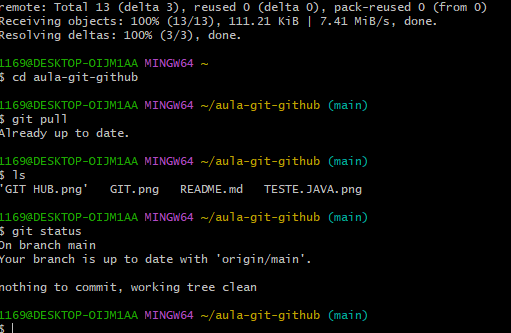 remote: Total 13 (delta 3), reused 0 (delta 0), pack-reused 0 (from 0)
Receiving objects: 100% (13/13), 111.21 KiB | 7.41 MiB/s, done.
Resolving deltas: 100% (3/3), done.
1169@DESKTOP-OIJM1AA MINGW64 ~
$ cd aula-git-github
1169@DESKTOP-OIJM1AA MINGW64 ~/aula-git-github (main)
$ git pull
Already up to date.
1169@DESKTOP-OIJM1AA MINGW64 ~/aula-git-github (main)
$ ls
'GIT HUB.png'   GIT.png   README.md   TESTE.JAVA.png
1169@DESKTOP-OIJM1AA MINGW64 ~/aula-git-github (main)
$ git status
On branch main
Your branch is up to date with 'origin/main'.
nothing to commit, working tree clean
1169@DESKTOP-OIJM1AA MINGW64 ~/aula-git-github (main)
$